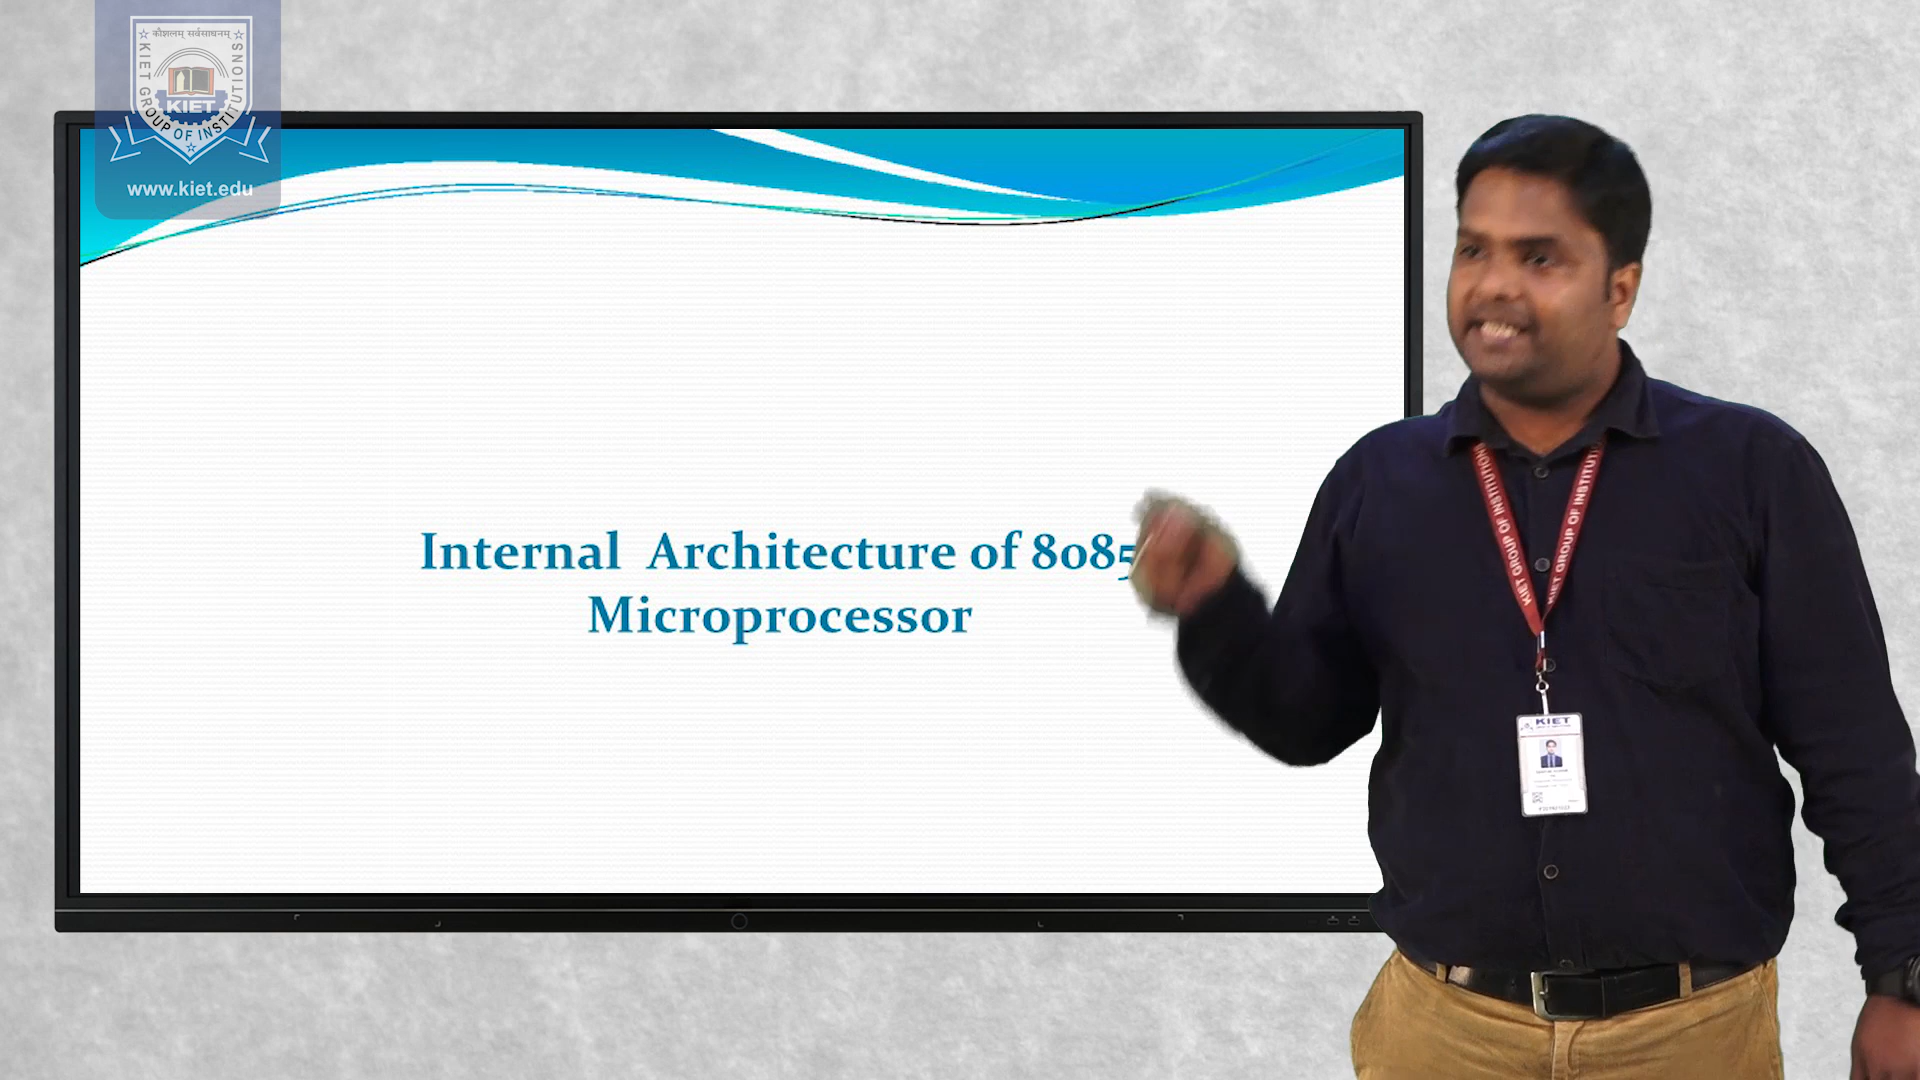 कौशलम् सर्वसाधनम्
KIET GROUP OF INSTITUTIONS
KIET
www.kiet.edu
Internal Architecture of 8085
Microprocessor
KIET GROUP OF INSTITUTIONS
KIET GROUP OF INSTITUTI
KIET